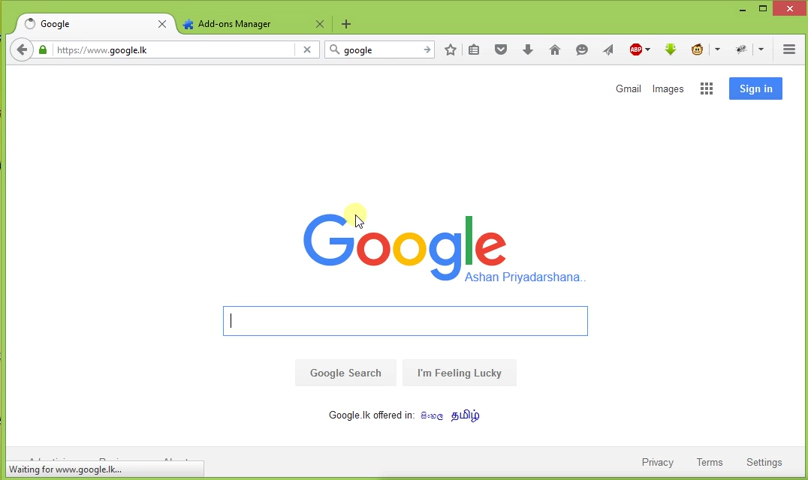 Google
Add-ons Manager
https://www.google.lk
google
ABP
Gmail Images
Sign in
Google
Ashan Priyadarshana..
Google Search
I'm Feeling Lucky
Google.lk offered in: සිංහල தமிழ்
Privacy Terms Settings
Waiting for www.google.lk...